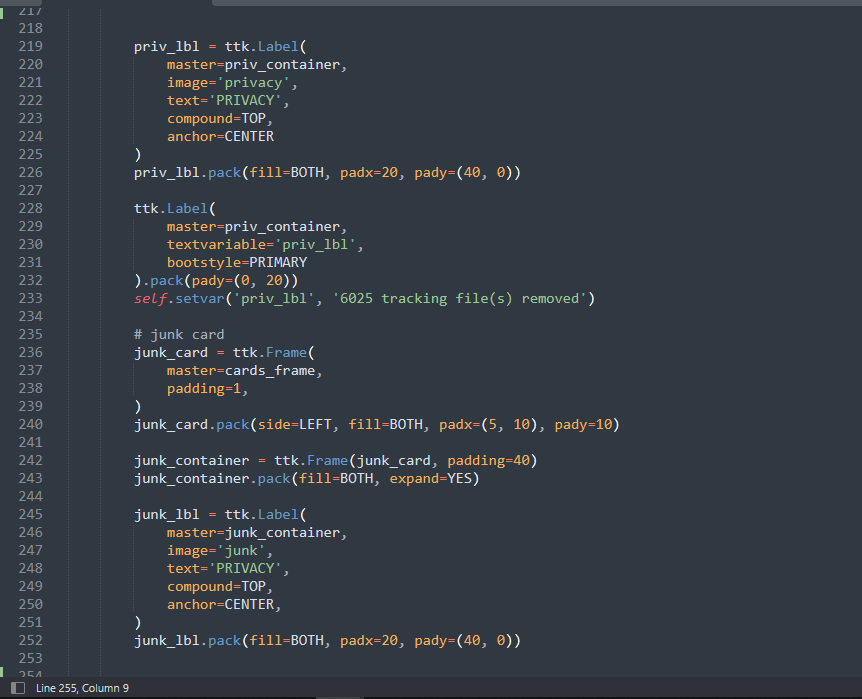 217
218
219 priv_lbl = ttk.Label(
220 master=priv_container,
221 image='privacy',
222 text='PRIVACY',
223 compound=TOP,
224 anchor=CENTER
225 )
226 priv_lbl.pack(fill=BOTH, padx=20, pady=(40, 0))
227
228 ttk.Label(
229 master=priv_container,
230 textvariable='priv_lbl',
231 bootstyle=PRIMARY
232 ).pack(pady=(0, 20))
233 self.setvar('priv_lbl', '6025 tracking file(s) removed')
234
235 # junk card
236 junk_card = ttk.Frame(
237 master=cards_frame,
238 padding=1,
239 )
240 junk_card.pack(side=LEFT, fill=BOTH, padx=(5, 10), pady=10)
241
242 junk_container = ttk.Frame(junk_card, padding=40)
243 junk_container.pack(fill=BOTH, expand=YES)
244
245 junk_lbl = ttk.Label(
246 master=junk_container,
247 image='junk',
248 text='PRIVACY',
249 compound=TOP,
250 anchor=CENTER,
251 )
252 junk_lbl.pack(fill=BOTH, padx=20, pady=(40, 0))
253
254
Line 255, Column 9